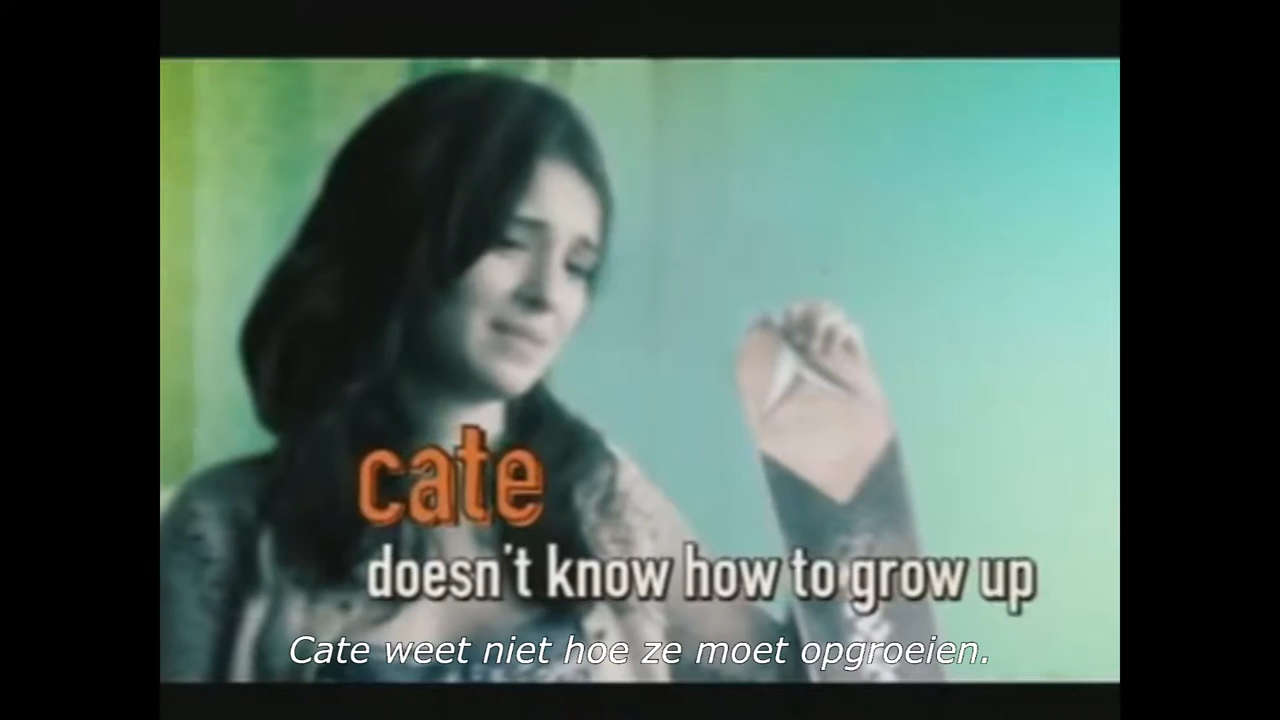 cate
doesn't know how to grow up
Cate weet niet hoe ze moet opgroeien.